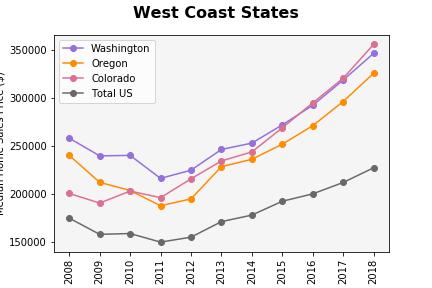 West Coast States
Median Home Sales Price ($)
350000
300000
250000
200000
150000
Washington
Oregon
Colorado
Total US
2008
2009
2010
2011
2012
2013
2014
2015
2016
2017
2018